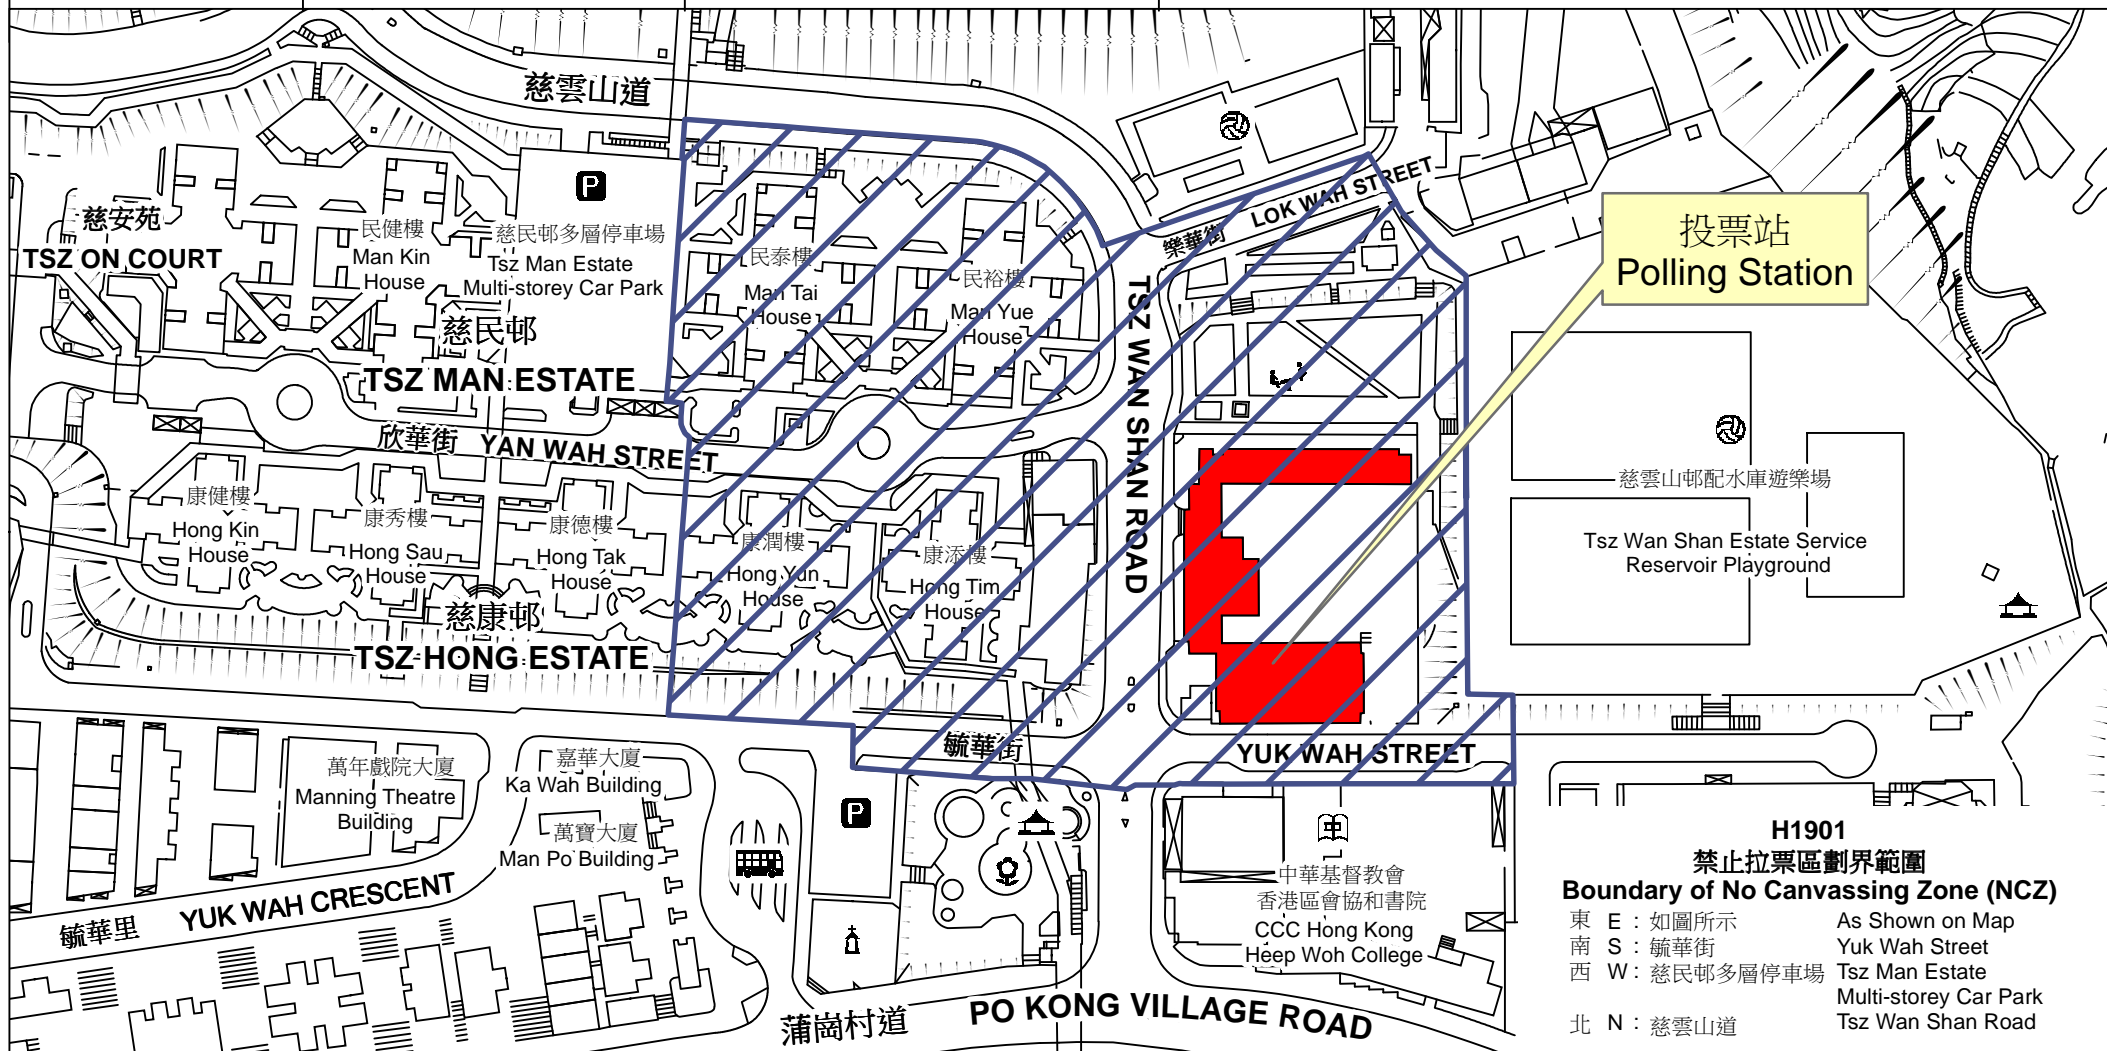 慈雲山道
慈安苑
TSZ ON COURT
民健樓
Man Kin
House
P
慈民邨多層停車場
Tsz Man Estate
Multi-storey Car Park
慈民邨
TSZ MAN ESTATE
民泰樓
Man Tai
House
民裕樓
Man Yue
House
樂華街 LOK WAH STREET
TSZ WAN SHAN ROAD
投票站
Polling Station
欣華街 YAN WAH STREET
康健樓
Hong Kin
House
康秀樓
Hong Sau
House
康德樓
Hong Tak
House
康潤樓
Hong Yun
House
康添樓
Hong Tim
House
慈康邨
TSZ HONG ESTATE
慈雲山邨配水庫遊樂場
Tsz Wan Shan Estate Service
Reservoir Playground
毓華街
YUK WAH STREET
萬年戲院大廈
Manning Theatre
Building
嘉華大廈
Ka Wah Building
萬寶大廈
Man Po Building
P
毓華里 YUK WAH CRESCENT
中華基督教會
香港區會協和書院
CCC Hong Kong
Heep Woh College
蒲崗村道 PO KONG VILLAGE ROAD
H1901
禁止拉票區劃界範圍
Boundary of No Canvassing Zone (NCZ)
東 E : 如圖所示 As Shown on Map
南 S : 毓華街 Yuk Wah Street
西 W : 慈民邨多層停車場 Tsz Man Estate
Multi-storey Car Park
北 N : 慈雲山道 Tsz Wan Shan Road